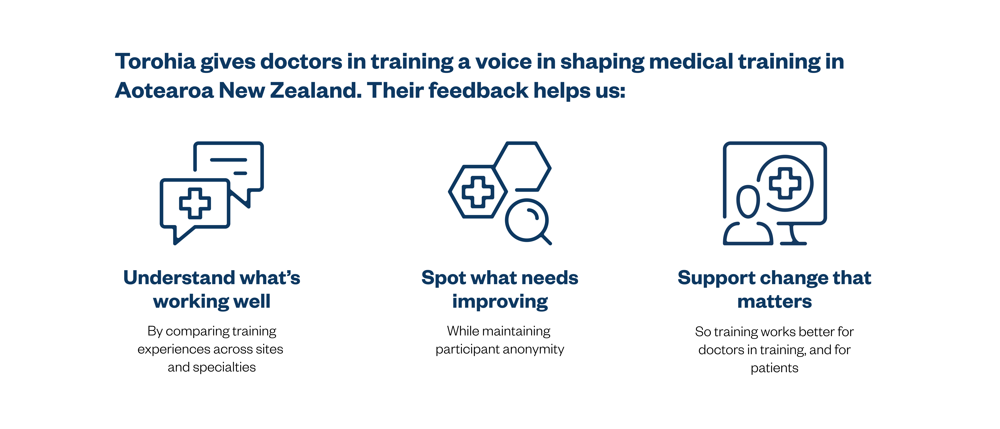 Torohia gives doctors in training a voice in shaping medical training in
Aotearoa New Zealand. Their feedback helps us:
Understand what’s
working well
By comparing training
experiences across sites
and specialties
Spot what needs
improving
While maintaining
participant anonymity
Support change that
matters
So training works better for
doctors in training, and for
patients